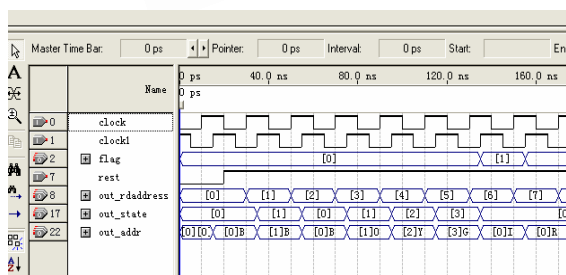 Master Time Bar: 0 ps Pointer: 0 ps Interval: 0 ps Start: En
Name
0 ps 40.0 ns 80.0 ns 120.0 ns 160.0 ns
0 ps
0 clock
1 clock1
2 flag [0] [1]
7 rest
8 out_rdaddress [0] [1] [2] [3] [4] [5] [6] [7]
17 out_state [0] [1] [0] [1] [2] [3] [0
22 out_addr [0] [0] [0]B [1]B [0]B [1]O [2]Y [3]G [0]I [0]R